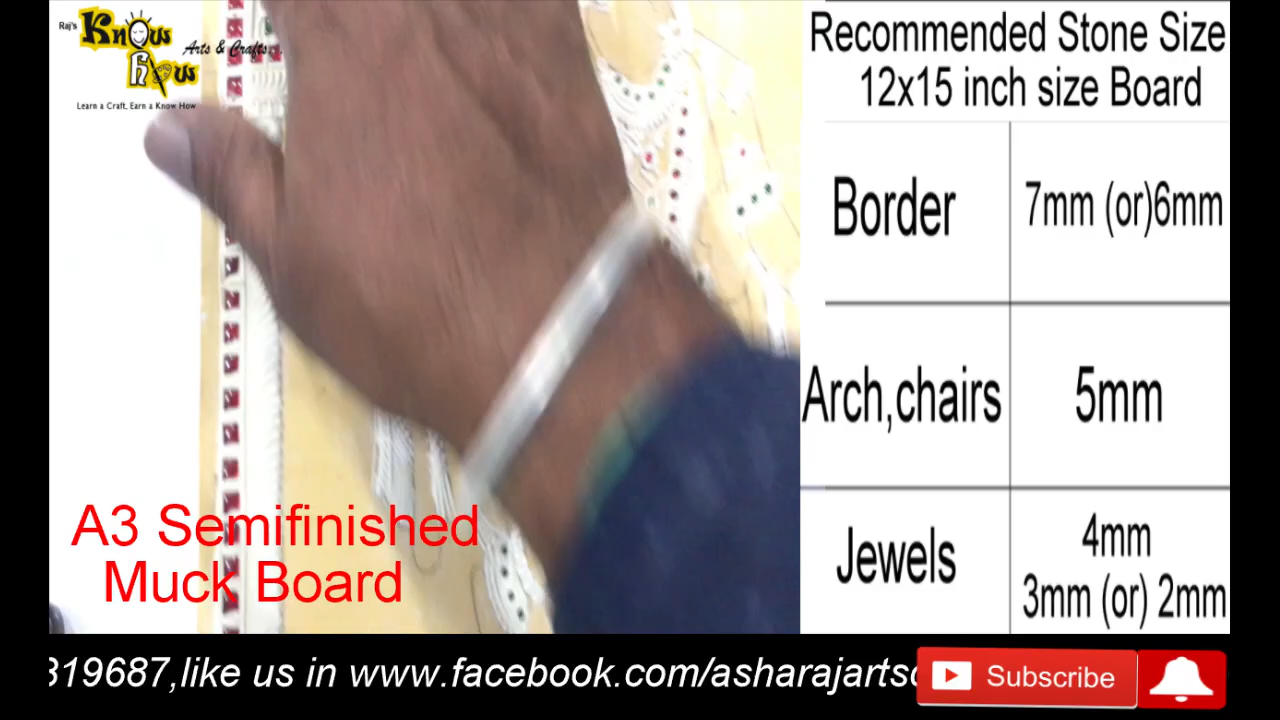 Raj's
Know
How
Arts & Crafts
Learn a Craft, Earn a Know How
Recommended Stone Size
12x15 inch size Board
Border
7mm (or)6mm
Arch,chairs
5mm
Jewels
4mm
3mm (or) 2mm
A3 Semifinished
Muck Board
319687,like us in www.facebook.com/asharajarts
Subscribe